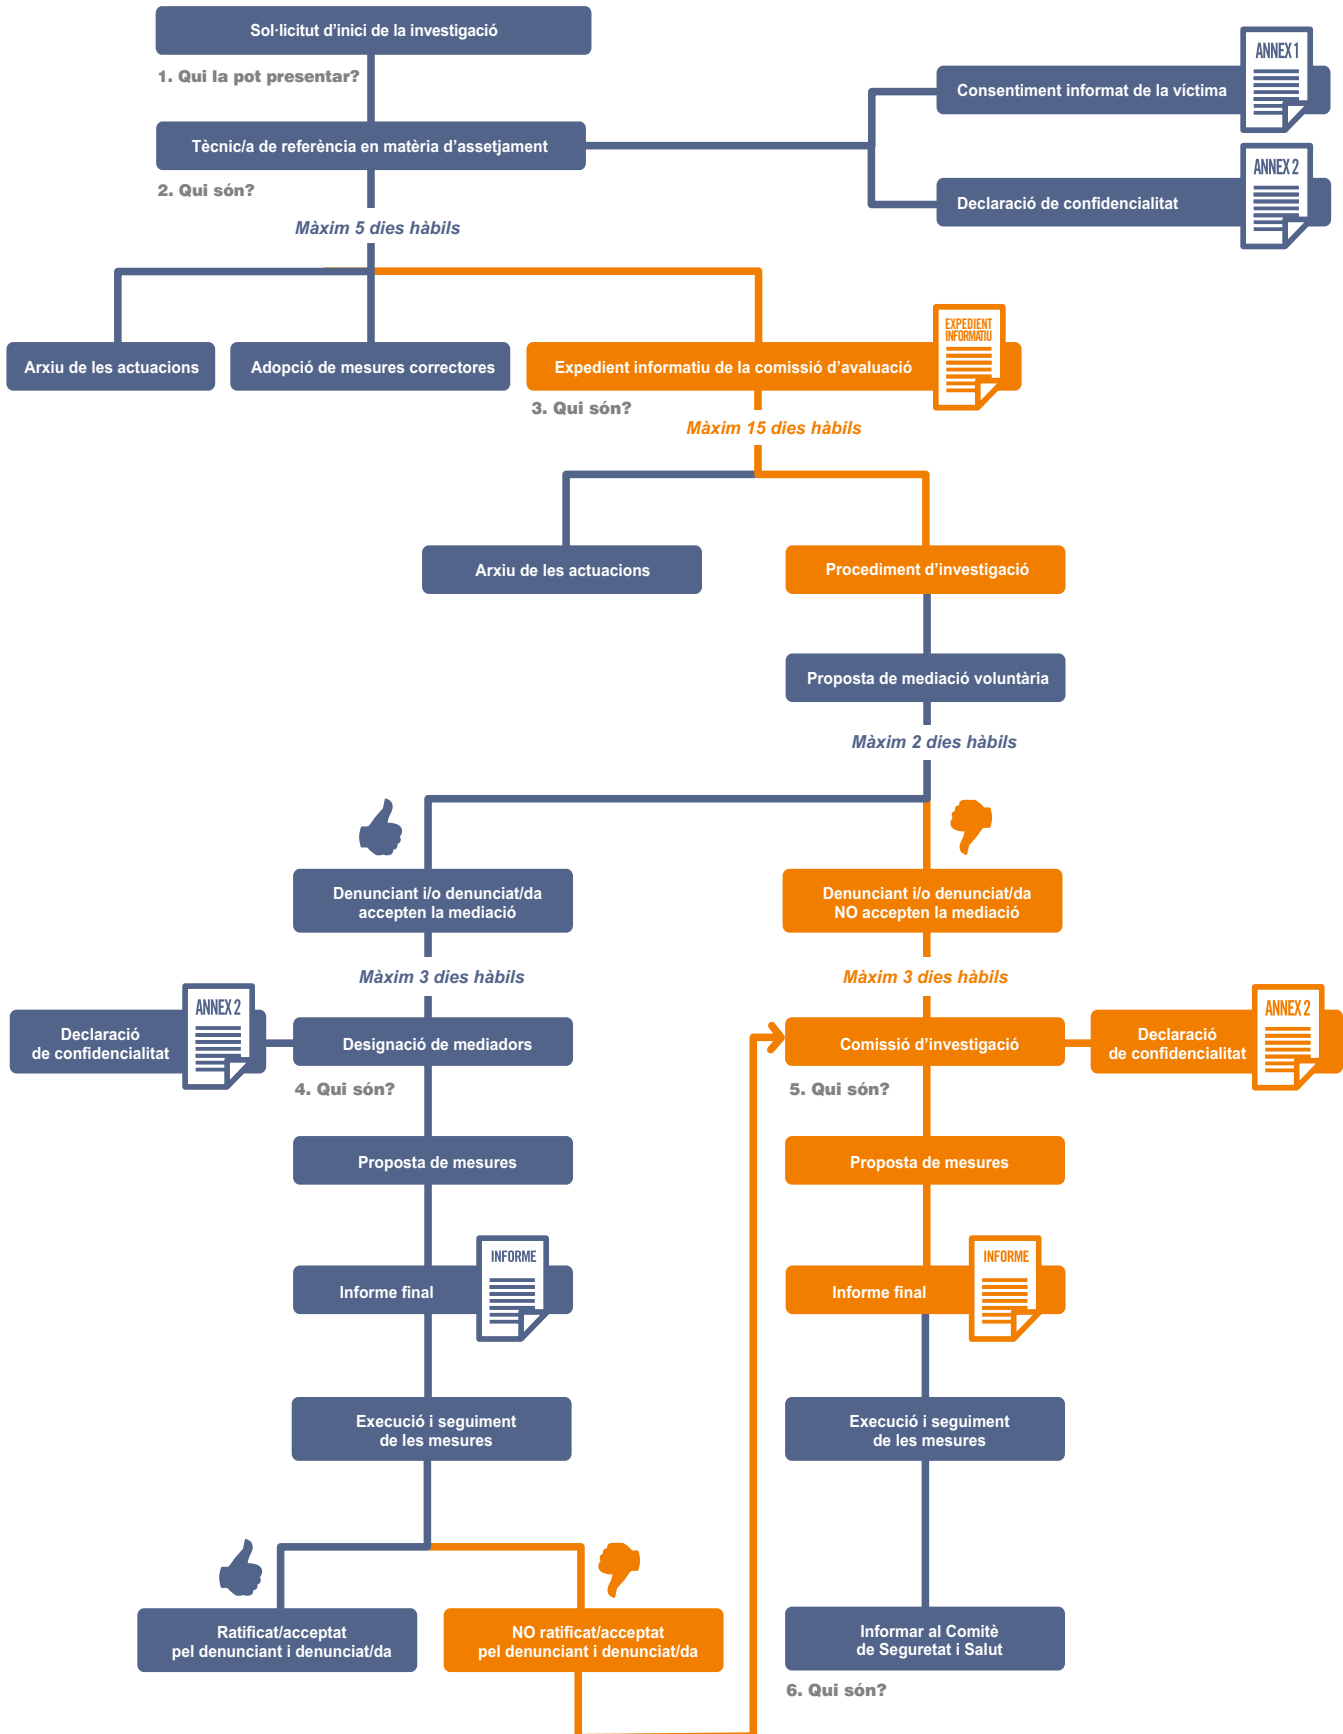 Sol·licitut d'inici de la investigació
1. Qui la pot presentar?
ANNEX 1
Consentiment informat de la víctima
Tècnic/a de referència en matèria d'assetjament
2. Qui són?
ANNEX 2
Declaració de confidencialitat
Màxim 5 dies hàbils
Arxiu de les actuacions
Adopció de mesures correctores
Expedient informatiu de la comissió d'avaluació
EXPEDIENT
INFORMATIU
3. Qui són?
Màxim 15 dies hàbils
Arxiu de les actuacions
Procediment d'investigació
Proposta de mediació voluntària
Màxim 2 dies hàbils
Denunciant i/o denunciat/da
accepten la mediació
Denunciant i/o denunciat/da
NO accepten la mediació
Màxim 3 dies hàbils
Màxim 3 dies hàbils
Declaració
de confidencialitat
ANNEX 2
Designació de mediadors
4. Qui són?
Comissió d'investigació
5. Qui són?
Declaració
de confidencialitat
ANNEX 2
Proposta de mesures
Proposta de mesures
Informe final
INFORME
Informe final
INFORME
Execució i seguiment
de les mesures
Execució i seguiment
de les mesures
Ratificat/acceptat
pel denunciant i denunciat/da
NO ratificat/acceptat
pel denunciant i denunciat/da
Informar al Comitè
de Seguretat i Salut
6. Qui són?